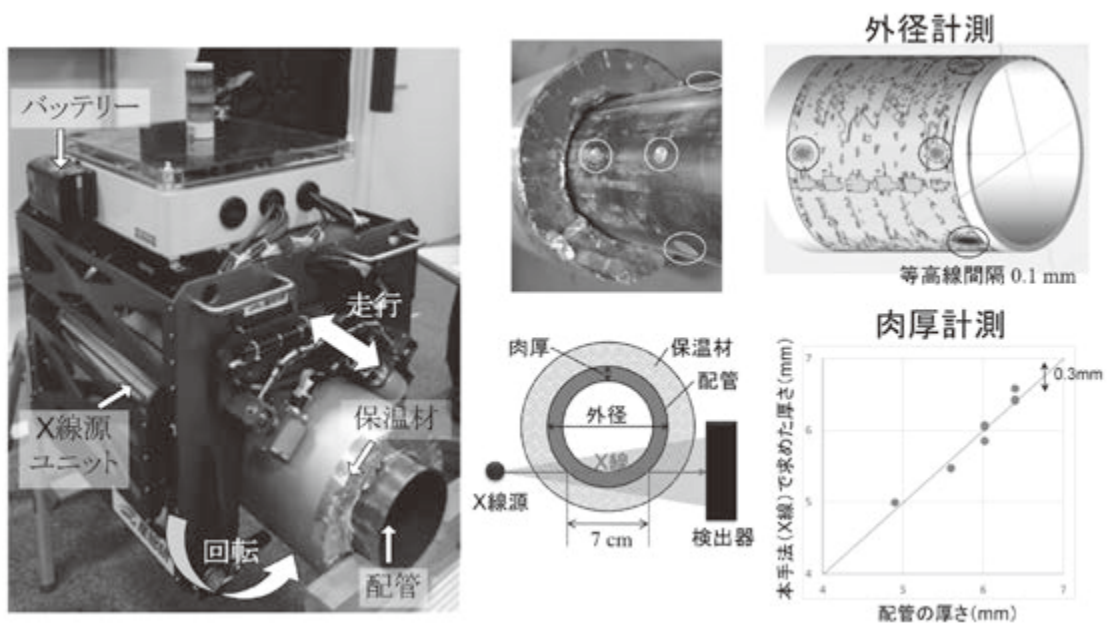 バッテリー
走行
X線源
ユニット
保温材
回転
配管
外径計測
等高線間隔 0.1 mm
肉厚
保温材
配管
外径
X線
X線源
7 cm
検出器
肉厚計測
本手法(X線)で求めた厚さ(mm)
7
6
5
4
0.3mm
4
5
6
7
配管の厚さ(mm)